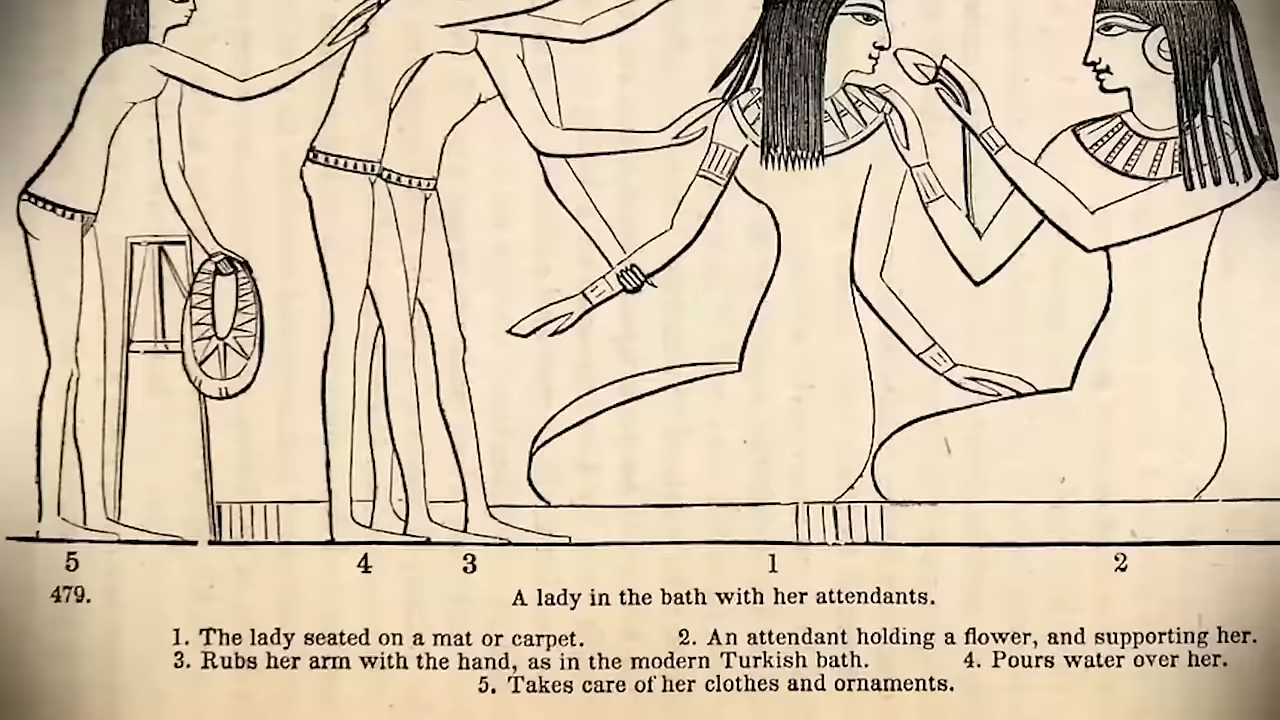 5 4 3 1 2
479. A lady in the bath with her attendants.
1. The lady seated on a mat or carpet. 2. An attendant holding a flower, and supporting her.
3. Rubs her arm with the hand, as in the modern Turkish bath. 4. Pours water over her.
5. Takes care of her clothes and ornaments.